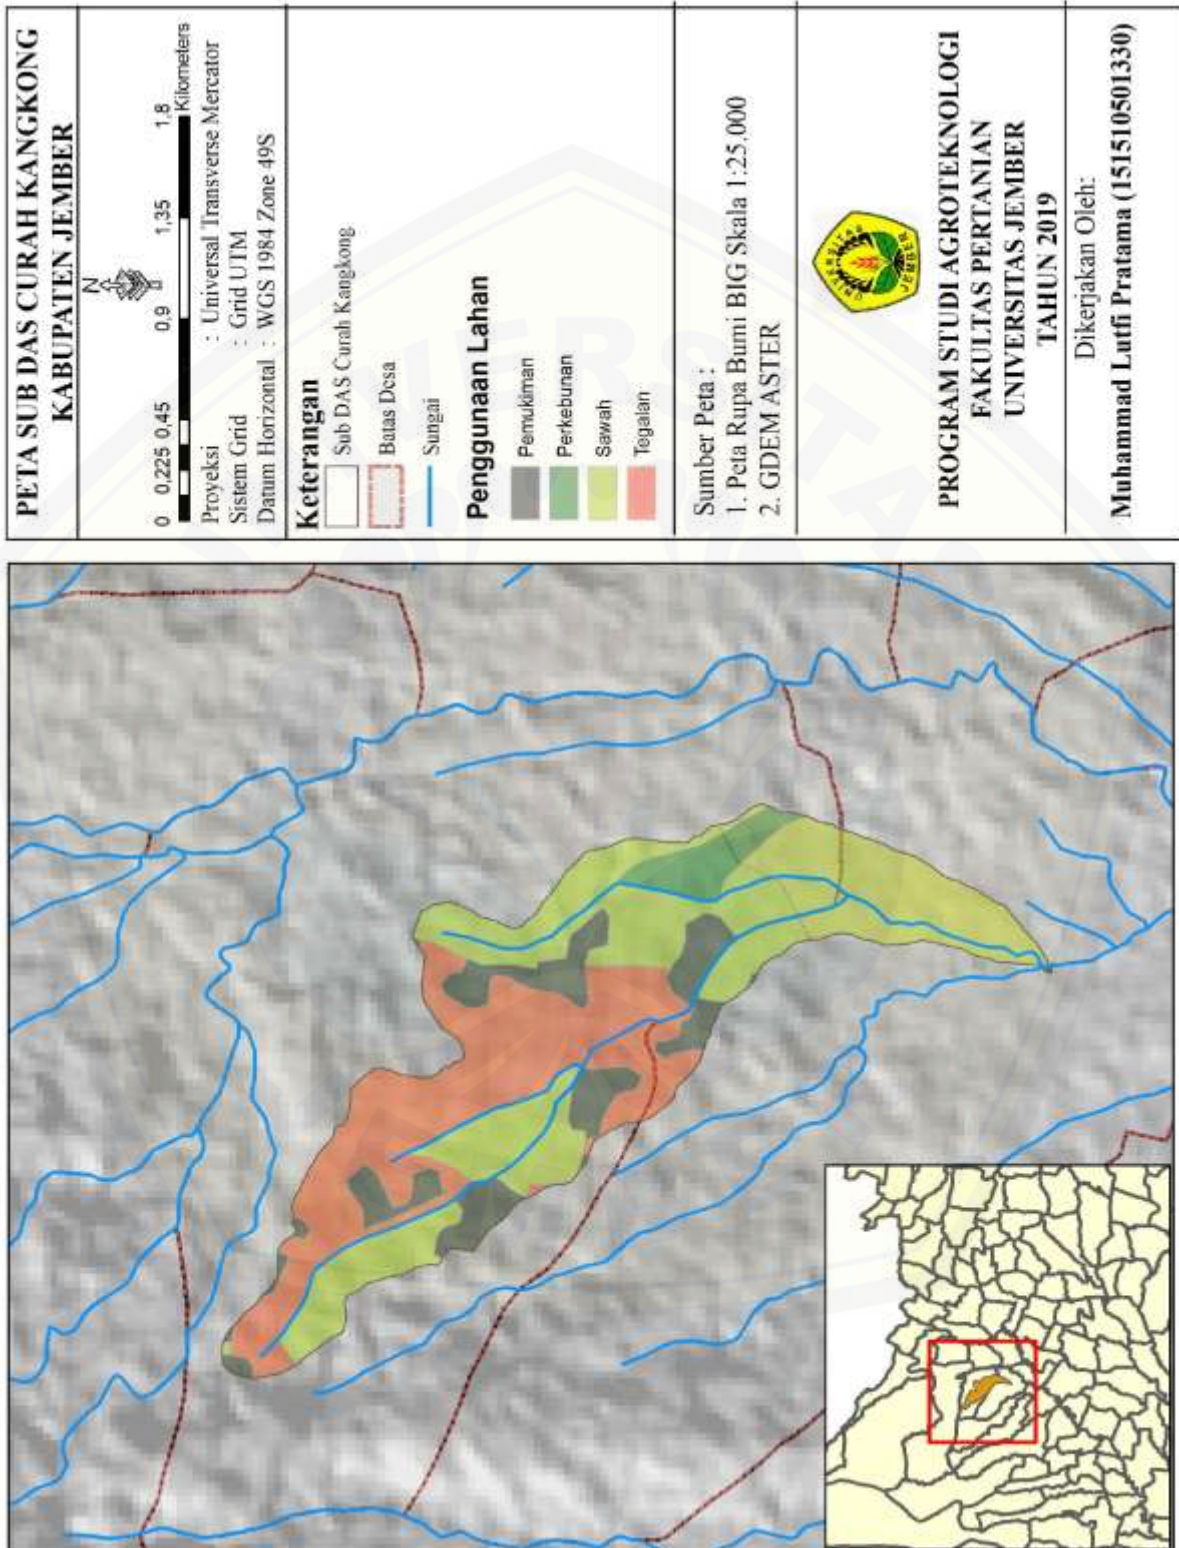 PETA SUB DAS CURAH KANGKONG
KABUPATEN JEMBER
N
0 0,225 0,45 0,9 1,35 1,8
Kilometers
Proyeksi : Universal Transverse Mercator
Sistem Grid : Grid UTM
Datum Horizontal : WGS 1984 Zone 49S
Keterangan
Sub DAS Curah Kangkong
Batas Desa
Sungai
Penggunaan Lahan
Pemukiman
Perkebunan
Sawah
Tegalan
Sumber Peta :
1. Peta Rupa Bumi BIG Skala 1:25.000
2. GDEM ASTER
UNIVERSITAS
JEMBER
PROGRAM STUDI AGROTEKNOLOGI
FAKULTAS PERTANIAN
UNIVERSITAS JEMBER
TAHUN 2019
Dikerjakan Oleh:
Muhammad Lutfi Pratama (151510501330)